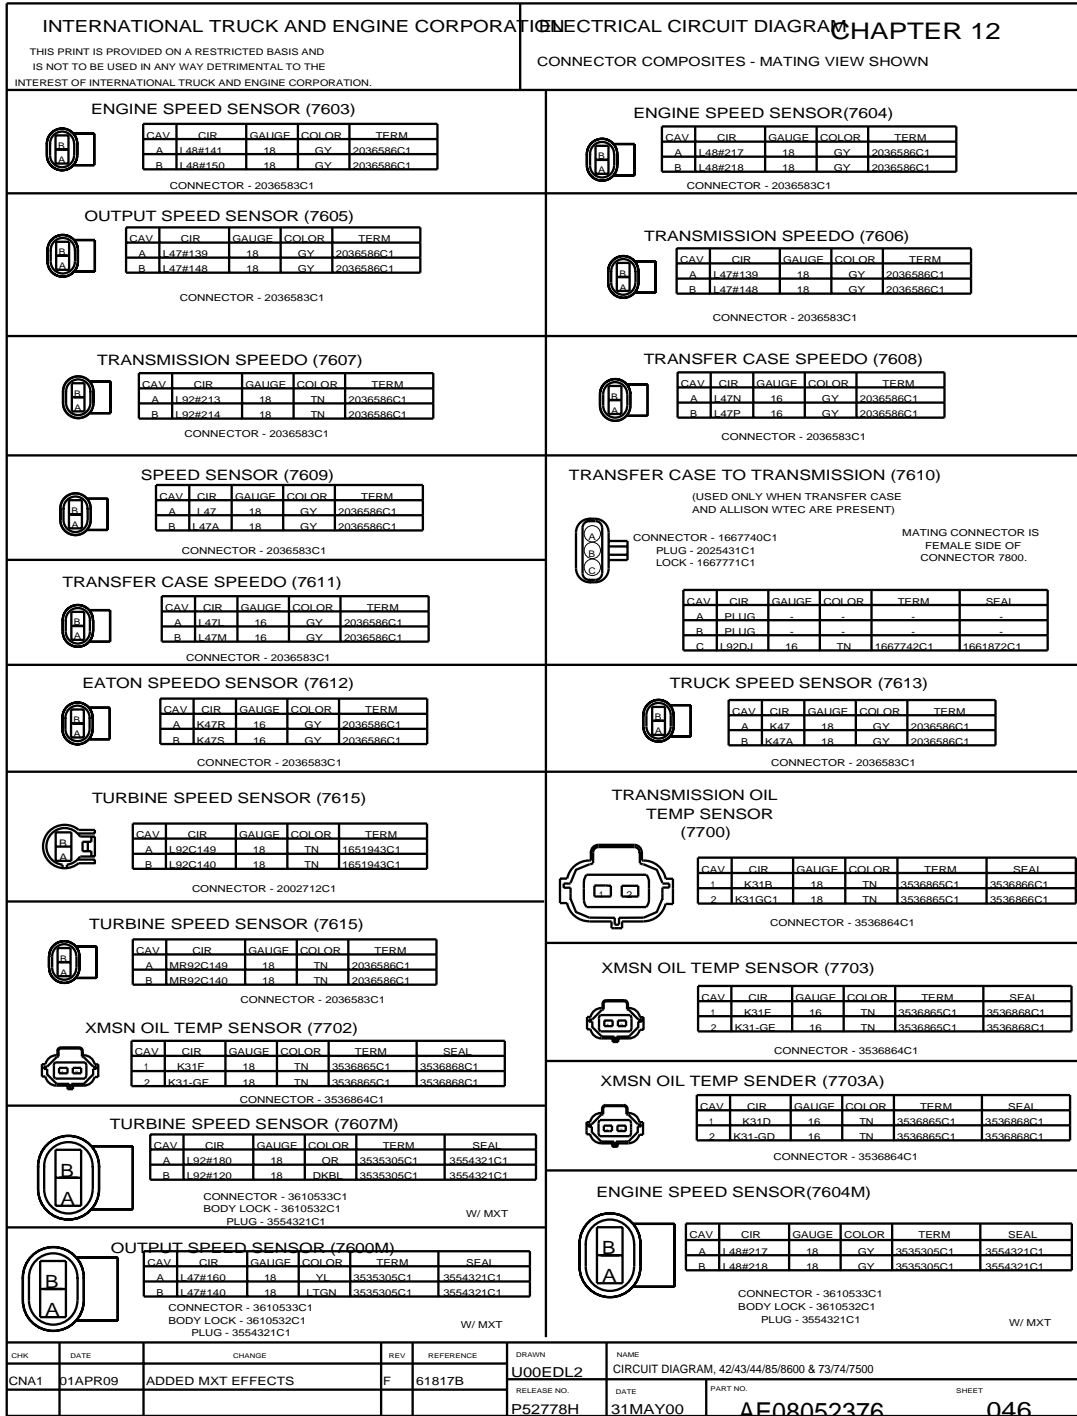 INTERNATIONAL TRUCK AND ENGINE CORPORATION
THIS PRINT IS PROVIDED ON A RESTRICTED BASIS AND
IS NOT TO BE USED IN ANY WAY DETRIMENTAL TO THE
INTEREST OF INTERNATIONAL TRUCK AND ENGINE CORPORATION.
ELECTRICAL CIRCUIT DIAGRAM
CHAPTER 12
CONNECTOR COMPOSITES - MATING VIEW SHOWN
ENGINE SPEED SENSOR (7603)
B
A
CAV CIR GAUGE COLOR TERM
A L48#141 18 GY 2036586C1
B L48#150 18 GY 2036586C1
CONNECTOR - 2036583C1
ENGINE SPEED SENSOR(7604)
B
A
CAV CIR GAUGE COLOR TERM
A L48#217 18 GY 2036586C1
B L48#218 18 GY 2036586C1
CONNECTOR - 2036583C1
OUTPUT SPEED SENSOR (7605)
B
A
CAV CIR GAUGE COLOR TERM
A L47#139 18 GY 2036586C1
B L47#148 18 GY 2036586C1
CONNECTOR - 2036583C1
TRANSMISSION SPEEDO (7606)
B
A
CAV CIR GAUGE COLOR TERM
A L47#139 18 GY 2036586C1
B L47#148 18 GY 2036586C1
CONNECTOR - 2036583C1
TRANSMISSION SPEEDO (7607)
B
A
CAV CIR GAUGE COLOR TERM
A L92#213 18 TN 2036586C1
B L92#214 18 TN 2036586C1
CONNECTOR - 2036583C1
TRANSFER CASE SPEEDO (7608)
B
A
CAV CIR GAUGE COLOR TERM
A L47N 16 GY 2036586C1
B L47P 16 GY 2036586C1
CONNECTOR - 2036583C1
SPEED SENSOR (7609)
B
A
CAV CIR GAUGE COLOR TERM
A L47 18 GY 2036586C1
B L47A 18 GY 2036586C1
CONNECTOR - 2036583C1
TRANSFER CASE TO TRANSMISSION (7610)
(USED ONLY WHEN TRANSFER CASE
AND ALLISON WTEC ARE PRESENT)
A
B
C
CONNECTOR - 1667740C1
PLUG - 2025431C1
LOCK - 1667771C1
MATING CONNECTOR IS
FEMALE SIDE OF
CONNECTOR 7800.
CAV CIR GAUGE COLOR TERM SEAL
A PLUG - - - -
B PLUG - - - -
C L92DJ 16 TN 1667742C1 1661872C1
TRANSFER CASE SPEEDO (7611)
B
A
CAV CIR GAUGE COLOR TERM
A L47L 16 GY 2036586C1
B L47M 16 GY 2036586C1
CONNECTOR - 2036583C1
EATON SPEEDO SENSOR (7612)
B
A
CAV CIR GAUGE COLOR TERM
A K47R 16 GY 2036586C1
B K47S 16 GY 2036586C1
CONNECTOR - 2036583C1
TRUCK SPEED SENSOR (7613)
B
A
CAV CIR GAUGE COLOR TERM
A K47 18 GY 2036586C1
B K47A 18 GY 2036586C1
CONNECTOR - 2036583C1
TURBINE SPEED SENSOR (7615)
B
A
CAV CIR GAUGE COLOR TERM
A L92C149 18 TN 1651943C1
B L92C140 18 TN 1651943C1
CONNECTOR - 2002712C1
TRANSMISSION OIL
TEMP SENSOR
(7700)
1 2
CAV CIR GAUGE COLOR TERM SEAL
1 K31B 18 TN 3536865C1 3536866C1
2 K31GC1 18 TN 3536865C1 3536866C1
CONNECTOR - 3536864C1
TURBINE SPEED SENSOR (7615)
B
A
CAV CIR GAUGE COLOR TERM
A MR92C149 18 TN 2036586C1
B MR92C140 18 TN 2036586C1
CONNECTOR - 2036583C1
XMSN OIL TEMP SENSOR (7703)
CAV CIR GAUGE COLOR TERM SEAL
1 K31E 16 TN 3536865C1 3536868C1
2 K31-GE 16 TN 3536865C1 3536868C1
CONNECTOR - 3536864C1
XMSN OIL TEMP SENSOR (7702)
CAV CIR GAUGE COLOR TERM SEAL
1 K31F 18 TN 3536865C1 3536868C1
2 K31-GF 18 TN 3536865C1 3536868C1
CONNECTOR - 3536864C1
XMSN OIL TEMP SENDER (7703A)
CAV CIR GAUGE COLOR TERM SEAL
1 K31D 16 TN 3536865C1 3536868C1
2 K31-GD 16 TN 3536865C1 3536868C1
CONNECTOR - 3536864C1
TURBINE SPEED SENSOR (7607M)
B
A
CAV CIR GAUGE COLOR TERM SEAL
A L92#180 18 OR 3535305C1 3554321C1
B L92#120 18 DKBL 3535305C1 3554321C1
CONNECTOR - 3610533C1
BODY LOCK - 3610532C1
PLUG - 3554321C1
W/ MXT
ENGINE SPEED SENSOR(7604M)
B
A
CAV CIR GAUGE COLOR TERM SEAL
A L48#217 18 GY 3535305C1 3554321C1
B L48#218 18 GY 3535305C1 3554321C1
CONNECTOR - 3610533C1
BODY LOCK - 3610532C1
PLUG - 3554321C1
W/ MXT
OUTPUT SPEED SENSOR (7600M)
B
A
CAV CIR GAUGE COLOR TERM SEAL
A L47#160 18 YL 3535305C1 3554321C1
B L47#140 18 LTGN 3535305C1 3554321C1
CONNECTOR - 3610533C1
BODY LOCK - 3610532C1
PLUG - 3554321C1
W/ MXT
CHK DATE CHANGE REV REFERENCE
CNA1 01APR09 ADDED MXT EFFECTS F 61817B
DRAWN
U00EDL2
NAME
CIRCUIT DIAGRAM, 42/43/44/85/8600 & 73/74/7500
RELEASE NO.
P52778H
DATE
31MAY00
PART NO.
AE08052376
SHEET
046